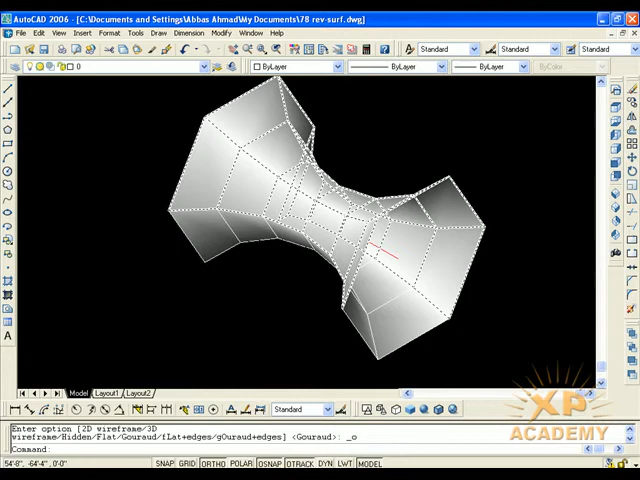 AutoCAD 2006 - [C:\Documents and Settings\Abbas Ahmad\My Documents\78 rev-surf.dwg]
File Edit View Insert Format Tools Draw Dimension Modify Window Help
Standard Standard Standard
0 ByLayer ByLayer ByLayer ByColor
Model Layout1 Layout2
Standard
Enter option [2D wireframe/3D
wireframe/Hidden/Flat/Gouraud/fLat+edges/gOuraud+edges] <Gouraud>: _o
Command:
54'-8", -64'-4", 0'-0" SNAP GRID ORTHO POLAR OSNAP OTRACK DYN LWT MODEL
XP
ACADEMY